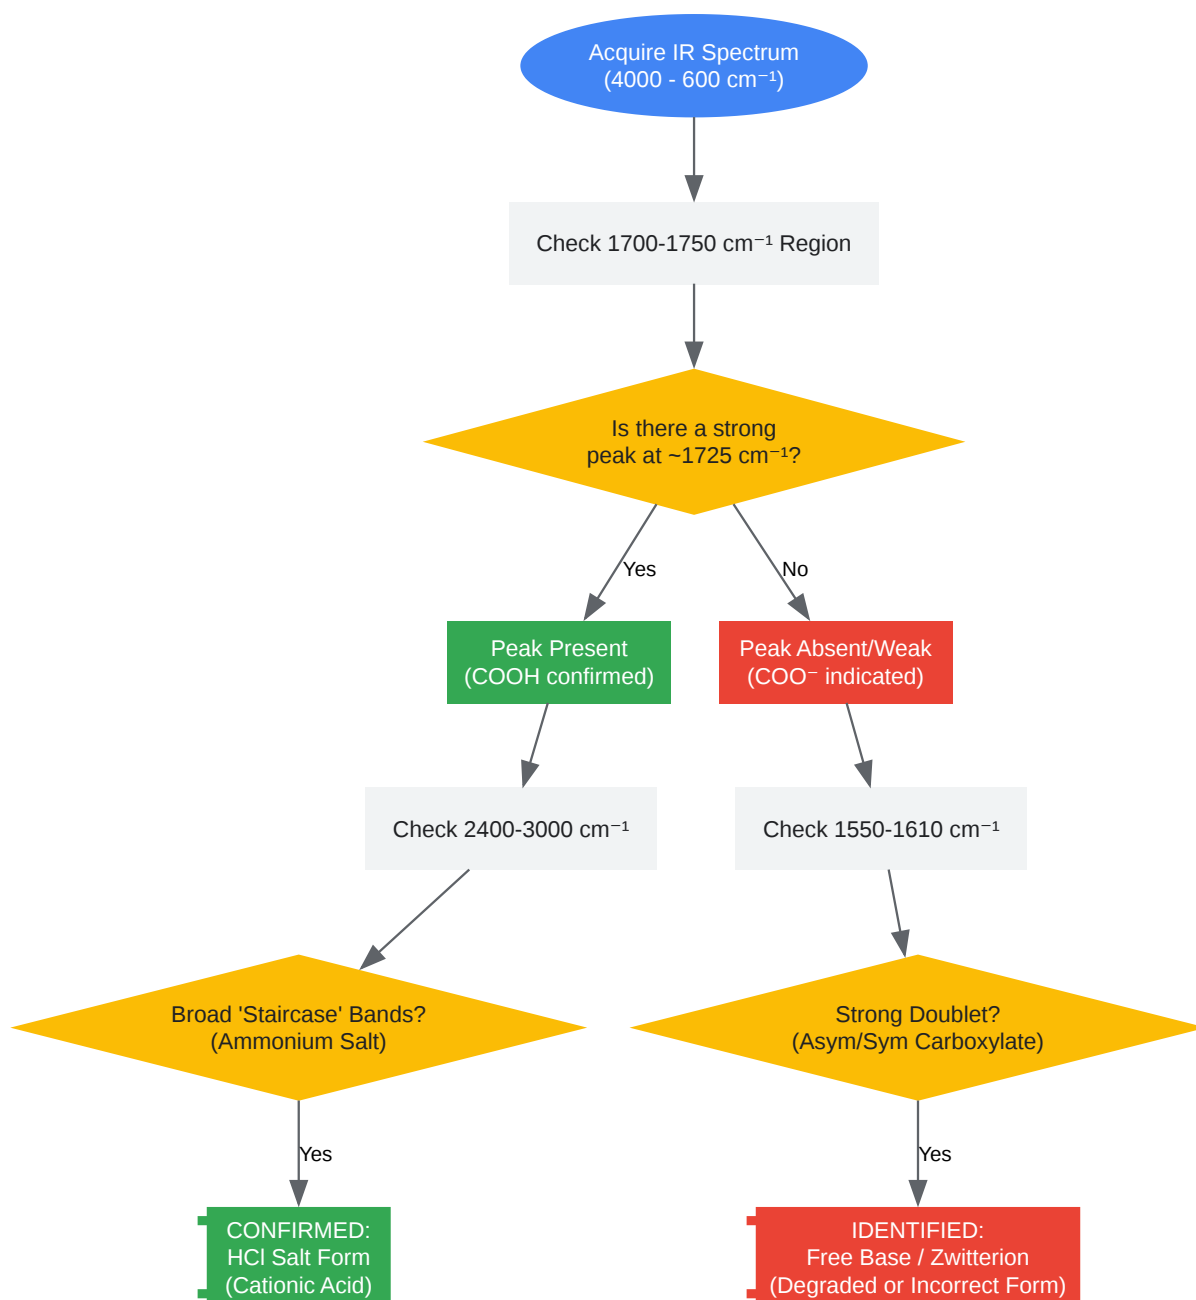 Acquire IR Spectrum
(4000 - 600 cm⁻¹)
Check 1700-1750 cm⁻¹ Region
Is there a strong
peak at ~1725 cm⁻¹?
Yes
No
Peak Present
(COOH confirmed)
Peak Absent/Weak
(COO⁻ indicated)
Check 2400-3000 cm⁻¹
Check 1550-1610 cm⁻¹
Broad 'Staircase' Bands?
(Ammonium Salt)
Strong Doublet?
(Asym/Sym Carboxylate)
Yes
Yes
CONFIRMED:
HCl Salt Form
(Cationic Acid)
IDENTIFIED:
Free Base / Zwitterion
(Degraded or Incorrect Form)